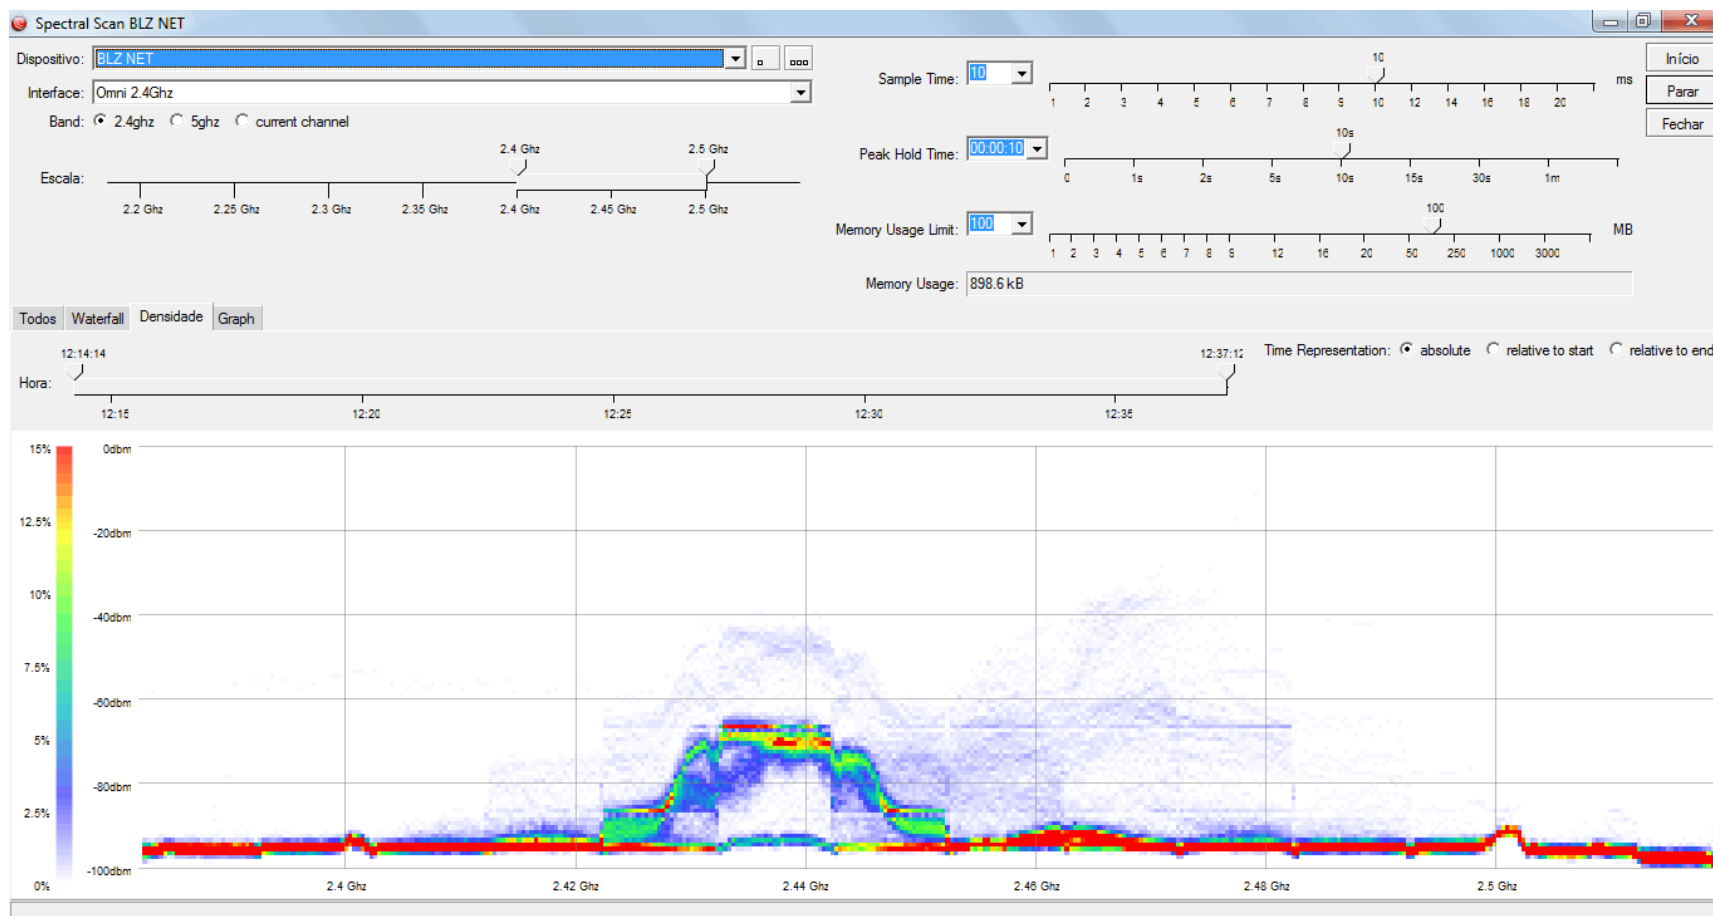 Spectral Scan BLZ NET
Dispositivo: BLZ NET
Interface: Omni 2.4Ghz
Band: 2.4ghz 5ghz current channel
2.4 Ghz 2.5 Ghz
Escala:
2.2 Ghz 2.25 Ghz 2.3 Ghz 2.35 Ghz 2.4 Ghz 2.45 Ghz 2.5 Ghz
10
Sample Time: 10 ms
1 2 3 4 5 6 7 8 9 10 12 14 16 18 20
10s
Peak Hold Time: 00:00:10
0 1s 2s 5s 10s 15s 30s 1m
100
Memory Usage Limit: 100 MB
1 2 3 4 5 6 7 8 9 12 16 20 50 250 1000 3000
Memory Usage: 898.6 kB
Início
Parar
Fechar
Todos Waterfall Densidade Graph
12:14:14 12:37:12
Time Representation: absolute relative to start relative to end
Hora:
12:15 12:20 12:25 12:30 12:35
15% 0dbm
12.5% -20dbm
10% -40dbm
7.5% -60dbm
5% -80dbm
2.5% -100dbm
0% 2.4 Ghz 2.42 Ghz 2.44 Ghz 2.46 Ghz 2.48 Ghz 2.5 Ghz